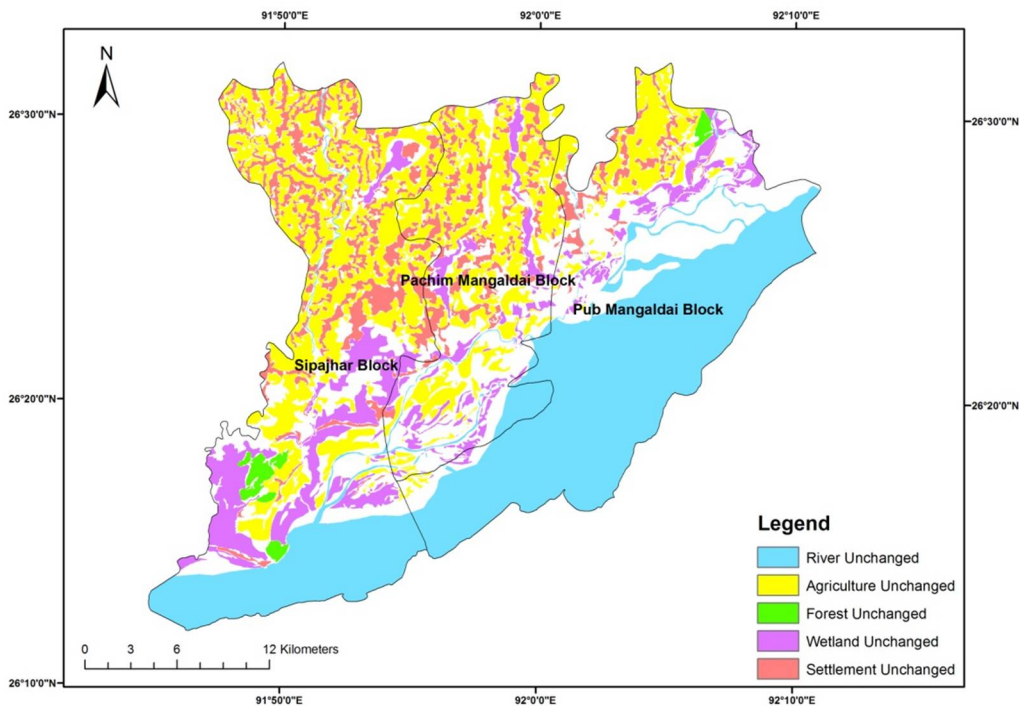 91°50'0"E
92°0'0"E
92°10'0"E
N
26°30'0"N
26°30'0"N
Pachim Mangaldai Block
Pub Mangaldai Block
Sipajhar Block
26°20'0"N
26°20'0"N
Legend
River Unchanged
Agriculture Unchanged
Forest Unchanged
Wetland Unchanged
Settlement Unchanged
0 3 6 12 Kilometers
26°10'0"N
26°10'0"N
91°50'0"E
92°0'0"E
92°10'0"E